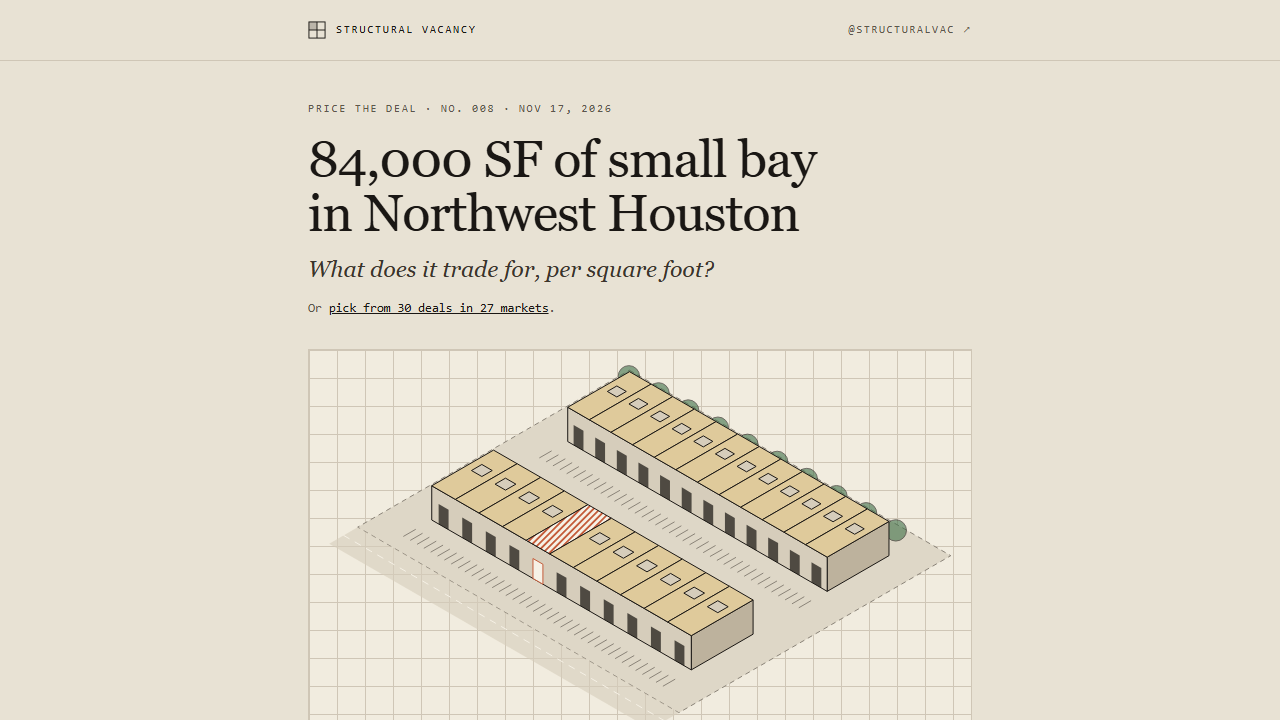 STRUCTURAL VACANCY
@STRUCTURALVAC ↗
PRICE THE DEAL · NO. 008 · NOV 17, 2026
84,000 SF of small bay
in Northwest Houston
What does it trade for, per square foot?
Or pick from 30 deals in 27 markets.